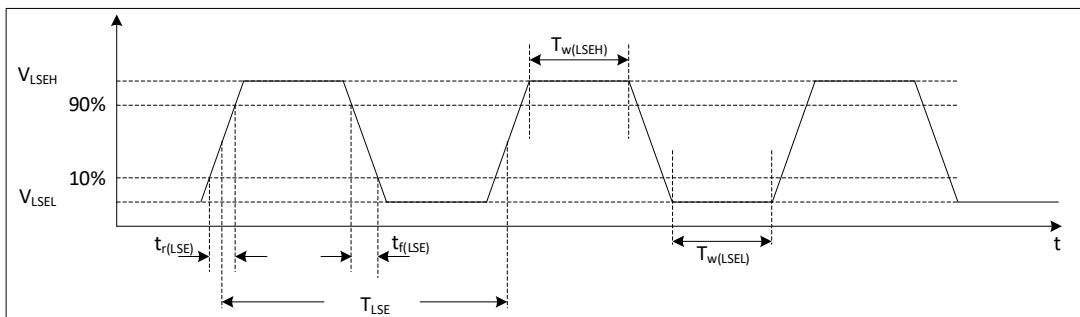 T_w(LSEH)
V_LSEH
90%
10%
V_LSEL
t_r(LSE)
t_f(LSE)
T_w(LSEL)
t
T_LSE